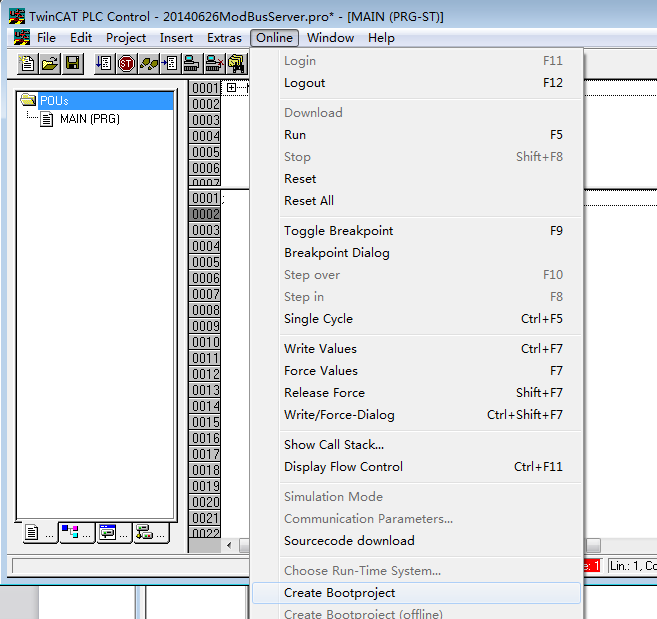 TwinCAT PLC Control - 20140626ModBusServer.pro* - [MAIN (PRG-ST)]
File Edit Project Insert Extras Online Window Help
POUs
MAIN (PRG)
0001
0002
0003
0004
0005
0006
0007
0001 ;
0002
0003
0004
0005
0006
0007
0008
0009
0010
0011
0012
0013
0014
0015
0016
0017
0018
0019
0020
0021
0022
Login F11
Logout F12
Download
Run F5
Stop Shift+F8
Reset
Reset All
Toggle Breakpoint F9
Breakpoint Dialog
Step over F10
Step in F8
Single Cycle Ctrl+F5
Write Values Ctrl+F7
Force Values F7
Release Force Shift+F7
Write/Force-Dialog Ctrl+Shift+F7
Show Call Stack...
Display Flow Control Ctrl+F11
Simulation Mode
Communication Parameters...
Sourcecode download
Choose Run-Time System...
Create Bootproject
Create Bootproject (offline)
... ... ... ...
: 1 Lin.: 1, Co